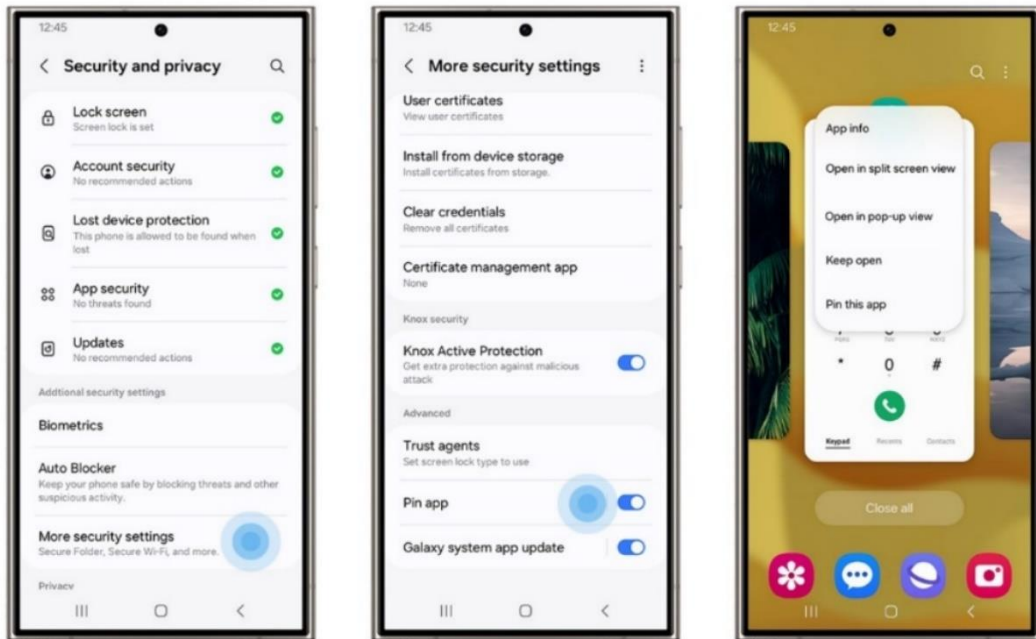 12:45
Security and privacy
Lock screen
Screen lock is set
Account security
No recommended actions
Lost device protection
This phone is allowed to be found when
lost
App security
No threats found
Updates
No recommended actions
Addtional security settings
Biometrics
Auto Blocker
Keep your phone safe by blocking threats and other
suspicious activity.
More security settings
Secure Folder, Secure Wi-Fi, and more.
Privacy
12:45
More security settings
User certificates
View user certificates
Install from device storage
Install certificates from storage.
Clear credentials
Remove all certificates
Certificate management app
None
Knox security
Knox Active Protection
Get extra protection against malicious
attack
Advanced
Trust agents
Set screen lock type to use
Pin app
Galaxy system app update
12:45
App info
Open in split screen view
Open in pop-up view
Keep open
Pin this app
* 0 #
Keypad Recents Contacts
Close all